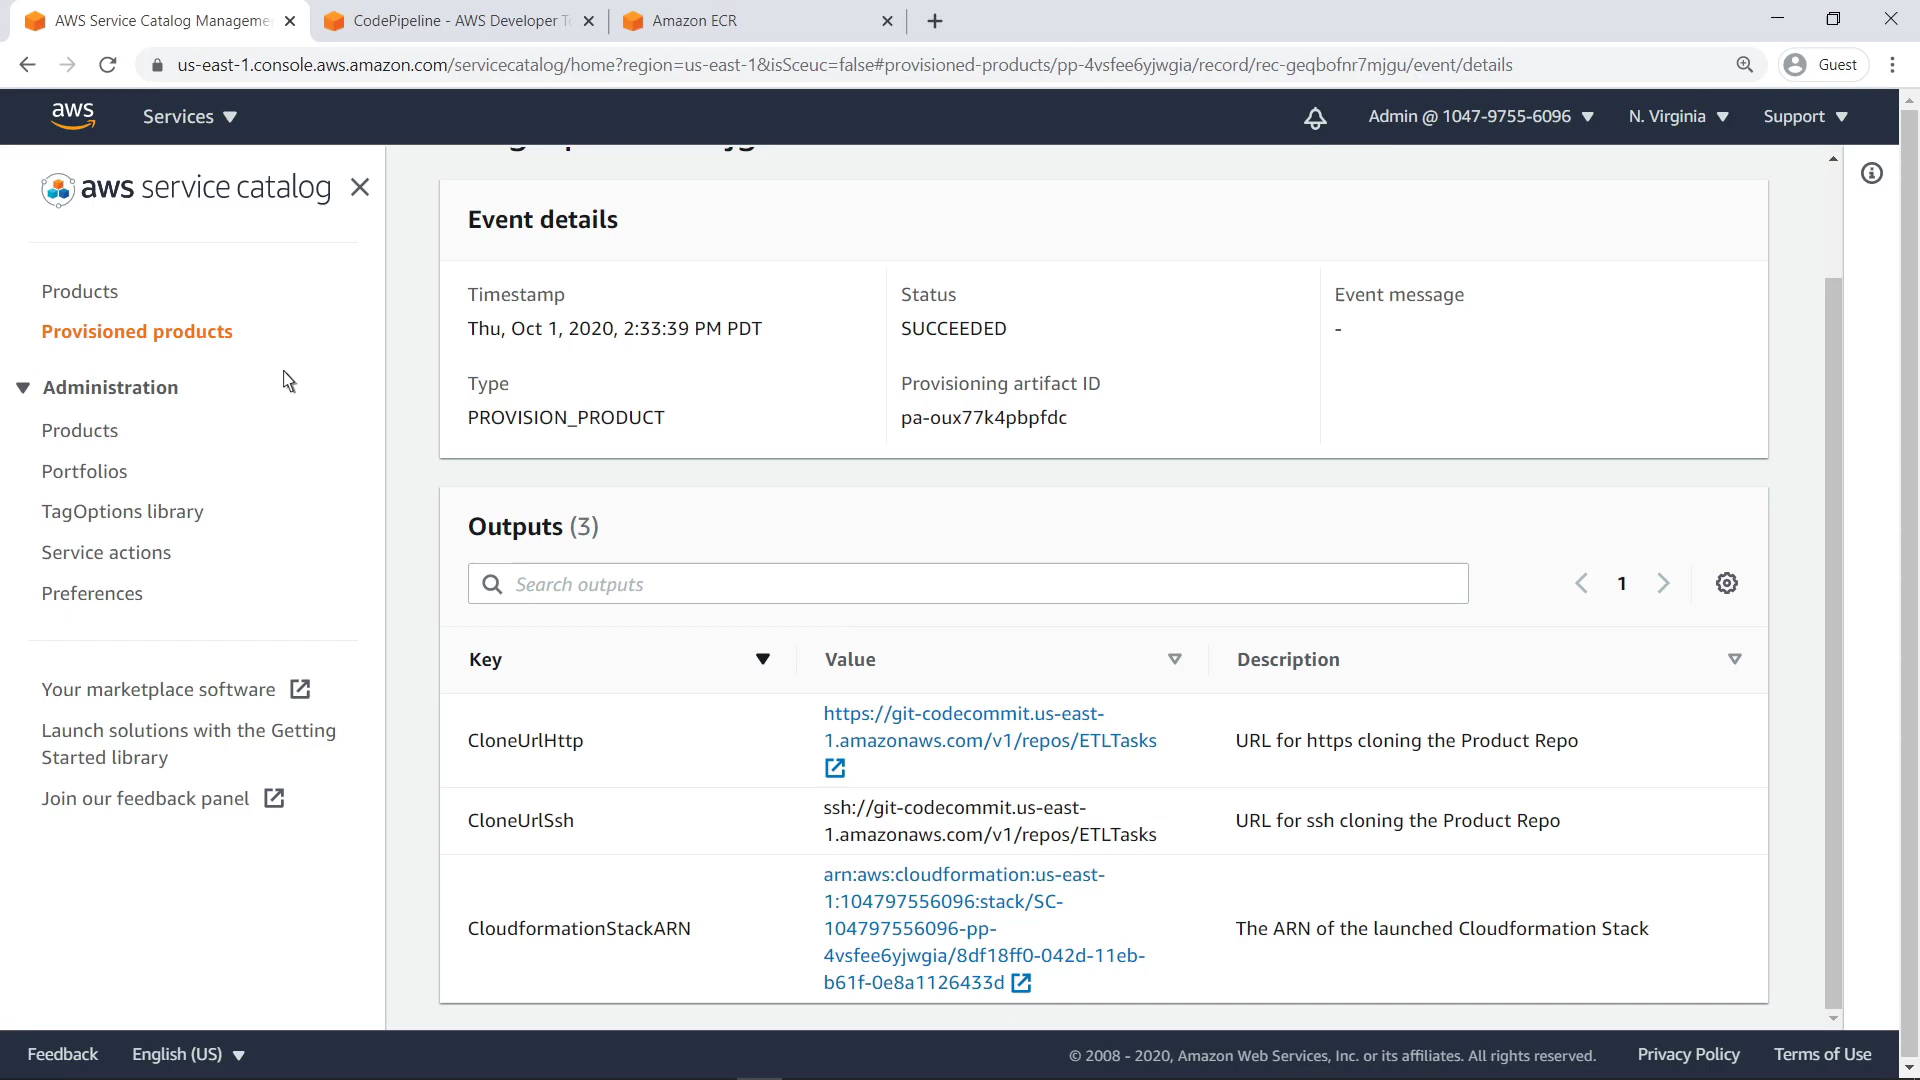 AWS Service Catalog Manageme
CodePipeline - AWS Developer To
Amazon ECR
us-east-1.console.aws.amazon.com/servicecatalog/home?region=us-east-1&isSceuc=false#provisioned-products/pp-4vsfee6yjwgia/record/rec-geqbofnr7mjgu/event/details
Guest
aws
Services
Admin @ 1047-9755-6096
N. Virginia
Support
aws service catalog
Products
Provisioned products
Administration
Products
Portfolios
TagOptions library
Service actions
Preferences
Your marketplace software
Launch solutions with the Getting
Started library
Join our feedback panel
Event details
Timestamp
Thu, Oct 1, 2020, 2:33:39 PM PDT
Status
SUCCEEDED
Event message
-
Type
PROVISION_PRODUCT
Provisioning artifact ID
pa-oux77k4pbpfdc
Outputs (3)
Search outputs
1
Key
Value
Description
CloneUrlHttp
https://git-codecommit.us-east-
1.amazonaws.com/v1/repos/ETLTasks
URL for https cloning the Product Repo
CloneUrlSsh
ssh://git-codecommit.us-east-
1.amazonaws.com/v1/repos/ETLTasks
URL for ssh cloning the Product Repo
CloudformationStackARN
arn:aws:cloudformation:us-east-
1:104797556096:stack/SC-
104797556096-pp-
4vsfee6yjwgia/8df18ff0-042d-11eb-
b61f-0e8a1126433d
The ARN of the launched Cloudformation Stack
Feedback
English (US)
© 2008 - 2020, Amazon Web Services, Inc. or its affiliates. All rights reserved.
Privacy Policy
Terms of Use